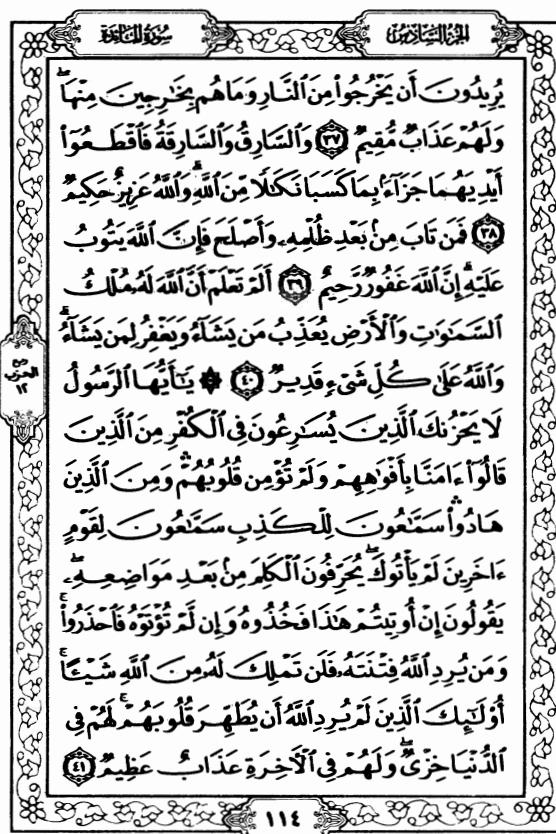 الجزء السادس
سورة المائدة
يُرِيدُونَ أَن يَخْرُجُوا۟ مِنَ ٱلنَّارِ وَمَا هُم بِخَٰرِجِينَ مِنْهَا ۖ
وَلَهُمْ عَذَابٌ مُّقِيمٌ ٣٧ وَٱلسَّارِقُ وَٱلسَّارِقَةُ فَٱقْطَعُوٓا۟
أَيْدِيَهُمَا جَزَآءًۢ بِمَا كَسَبَا نَكَٰلًا مِّنَ ٱللَّهِ ۗ وَٱللَّهُ عَزِيزٌ حَكِيمٌ
٣٨ فَمَن تَابَ مِنۢ بَعْدِ ظُلْمِهِۦ وَأَصْلَحَ فَإِنَّ ٱللَّهَ يَتُوبُ
عَلَيْهِ ۗ إِنَّ ٱللَّهَ غَفُورٌ رَّحِيمٌ ٣٩ أَلَمْ تَعْلَمْ أَنَّ ٱللَّهَ لَهُۥ مُلْكُ
ٱلسَّمَٰوَٰتِ وَٱلْأَرْضِ يُعَذِّبُ مَن يَشَآءُ وَيَغْفِرُ لِمَن يَشَآءُ ۗ
وَٱللَّهُ عَلَىٰ كُلِّ شَىْءٍ قَدِيرٌ ٤٠ ۞ يَٰٓأَيُّهَا ٱلرَّسُولُ
لَا يَحْزُنكَ ٱلَّذِينَ يُسَٰرِعُونَ فِى ٱلْكُفْرِ مِنَ ٱلَّذِينَ
قَالُوٓا۟ ءَامَنَّا بِأَفْوَٰهِهِمْ وَلَمْ تُؤْمِن قُلُوبُهُمْ ۛ وَمِنَ ٱلَّذِينَ
هَادُوا۟ ۛ سَمَّٰعُونَ لِلْكَذِبِ سَمَّٰعُونَ لِقَوْمٍ
ءَاخَرِينَ لَمْ يَأْتُوكَ ۖ يُحَرِّفُونَ ٱلْكَلِمَ مِنۢ بَعْدِ مَوَاضِعِهِۦ ۖ
يَقُولُونَ إِنْ أُوتِيتُمْ هَٰذَا فَخُذُوهُ وَإِن لَّمْ تُؤْتَوْهُ فَٱحْذَرُوا۟ ۚ
وَمَن يُرِدِ ٱللَّهُ فِتْنَتَهُۥ فَلَن تَمْلِكَ لَهُۥ مِنَ ٱللَّهِ شَيْـًٔا ۚ
أُو۟لَٰٓئِكَ ٱلَّذِينَ لَمْ يُرِدِ ٱللَّهُ أَن يُطَهِّرَ قُلُوبَهُمْ ۚ لَهُمْ فِى
ٱلدُّنْيَا خِزْىٌ ۖ وَلَهُمْ فِى ٱلْءَاخِرَةِ عَذَابٌ عَظِيمٌ ٤١
ربع
الحزب
١٢
١١٤